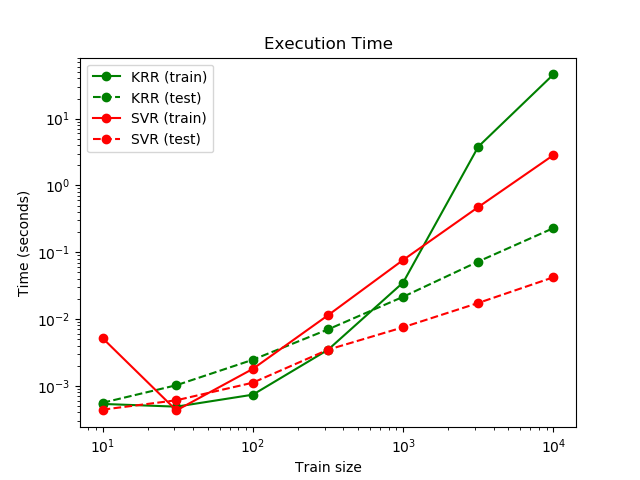 Execution Time
KRR (train)
KRR (test)
SVR (train)
SVR (test)
10¹
10⁰
10⁻¹
10⁻²
10⁻³
Time (seconds)
10¹ 10² 10³ 10⁴
Train size